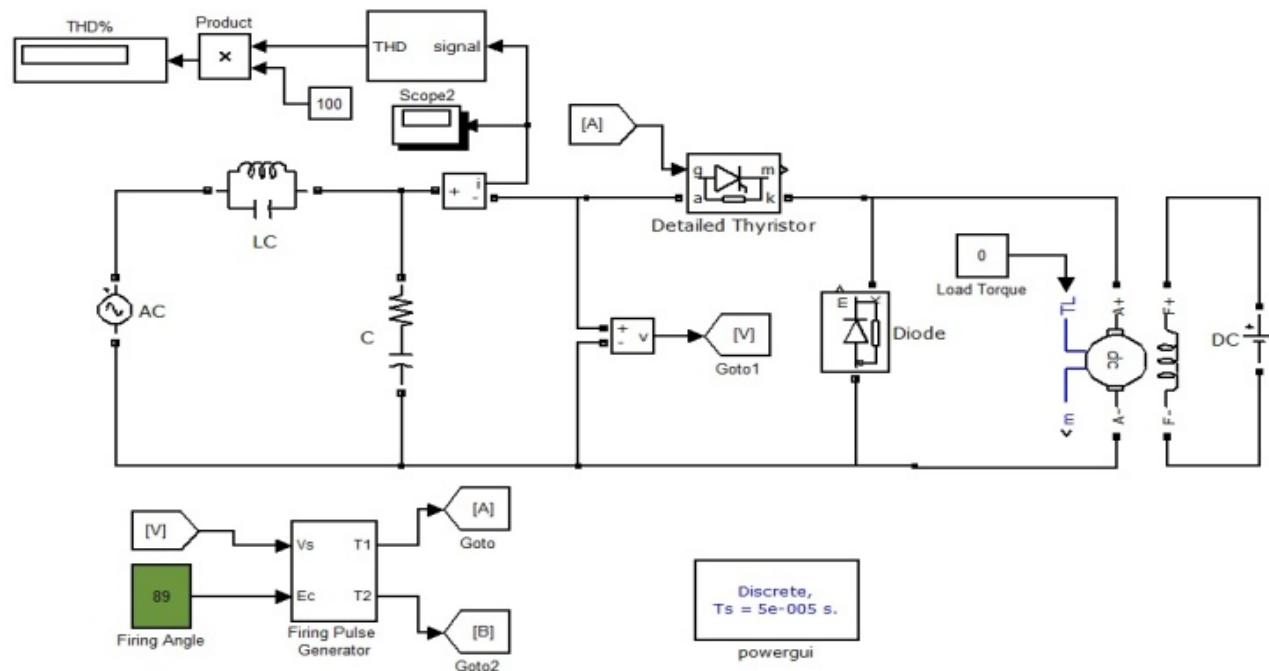 THD%
Product
×
100
THD
signal
Scope2
[A]
+
i
-
g
m
a
k
Detailed Thyristor
LC
AC
C
0
Load Torque
TL
m
A+
A-
dc
F+
F-
DC
+
m
k
Diode
+
-
v
[V]
Goto1
[V]
89
Firing Angle
Vs
T1
Ec
T2
Firing Pulse
Generator
[A]
Goto
[B]
Goto2
Discrete,
Ts = 5e-005 s.
powergui